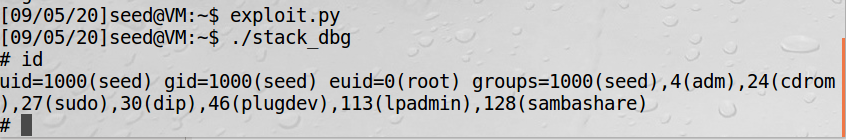 [09/05/20]seed@VM:~$ exploit.py
[09/05/20]seed@VM:~$ ./stack_dbg
# id
uid=1000(seed) gid=1000(seed) euid=0(root) groups=1000(seed),4(adm),24(cdrom
),27(sudo),30(dip),46(plugdev),113(lpadmin),128(sambashare)
#